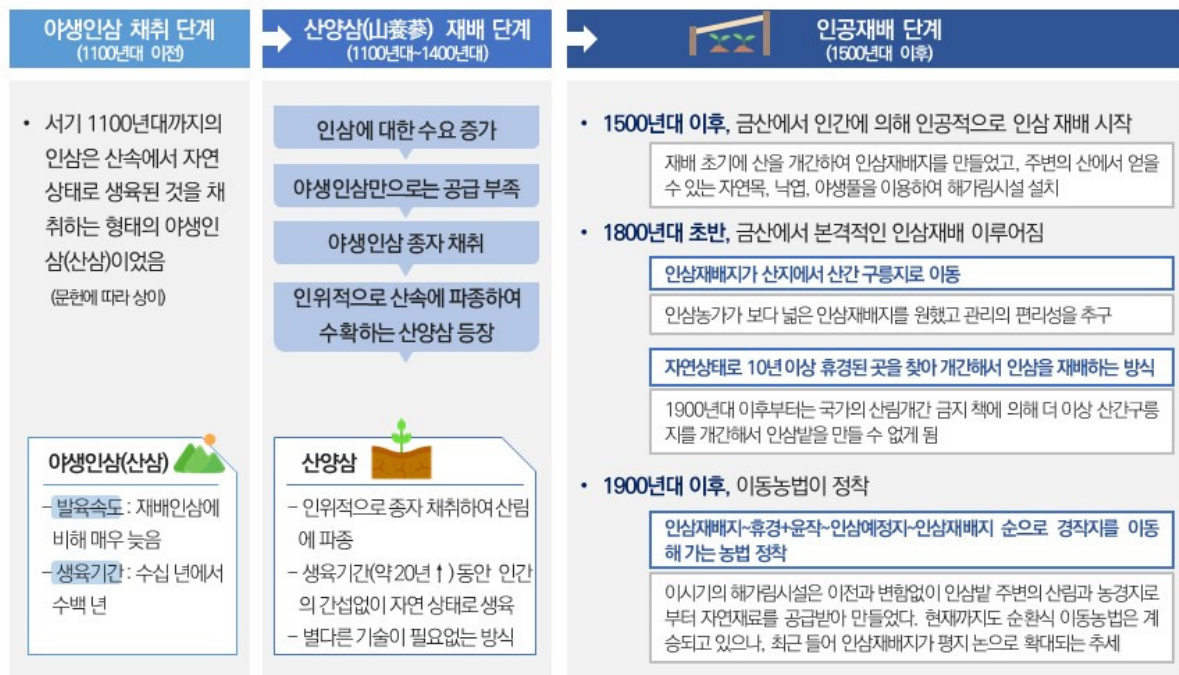 야생인삼 채취 단계
(1100년대 이전)
산양삼(山養蔘) 재배 단계
(1100년대~1400년대)
인공재배 단계
(1500년대 이후)
• 서기 1100년대까지의
인삼은 산속에서 자연
상태로 생육된 것을 채
취하는 형태의 야생인
삼(산삼)이었음
(문헌에 따라 상이)
야생인삼(산삼)
– 발육속도 : 재배인삼에
비해 매우 늦음
– 생육기간 : 수십 년에서
수백 년
인삼에 대한 수요 증가
야생인삼만으로는 공급 부족
야생인삼 종자 채취
인위적으로 산속에 파종하여
수확하는 산양삼 등장
산양삼
– 인위적으로 종자 채취하여 산림
에 파종
– 생육기간(약 20년↑) 동안 인간
의 간섭없이 자연 상태로 생육
– 별다른 기술이 필요없는 방식
• 1500년대 이후, 금산에서 인간에 의해 인공적으로 인삼 재배 시작
재배 초기에 산을 개간하여 인삼재배지를 만들었고, 주변의 산에서 얻을
수 있는 자연목, 낙엽, 야생풀을 이용하여 해가림시설 설치
• 1800년대 초반, 금산에서 본격적인 인삼재배 이루어짐
인삼재배지가 산지에서 산간 구릉지로 이동
인삼농가가 보다 넓은 인삼재배지를 원했고 관리의 편리성을 추구
자연상태로 10년 이상 휴경된 곳을 찾아 개간해서 인삼을 재배하는 방식
1900년대 이후부터는 국가의 산림개간 금지 책에 의해 더 이상 산간구릉
지를 개간해서 인삼밭을 만들 수 없게 됨
• 1900년대 이후, 이동농법이 정착
인삼재배지~휴경+윤작~인삼예정지~인삼재배지 순으로 경작지를 이동
해 가는 농법 정착
이시기의 해가림시설은 이전과 변함없이 인삼밭 주변의 산림과 농경지로
부터 자연재료를 공급받아 만들었다. 현재까지도 순환식 이동농법은 계
승되고 있으나, 최근 들어 인삼재배지가 평지 논으로 확대되는 추세